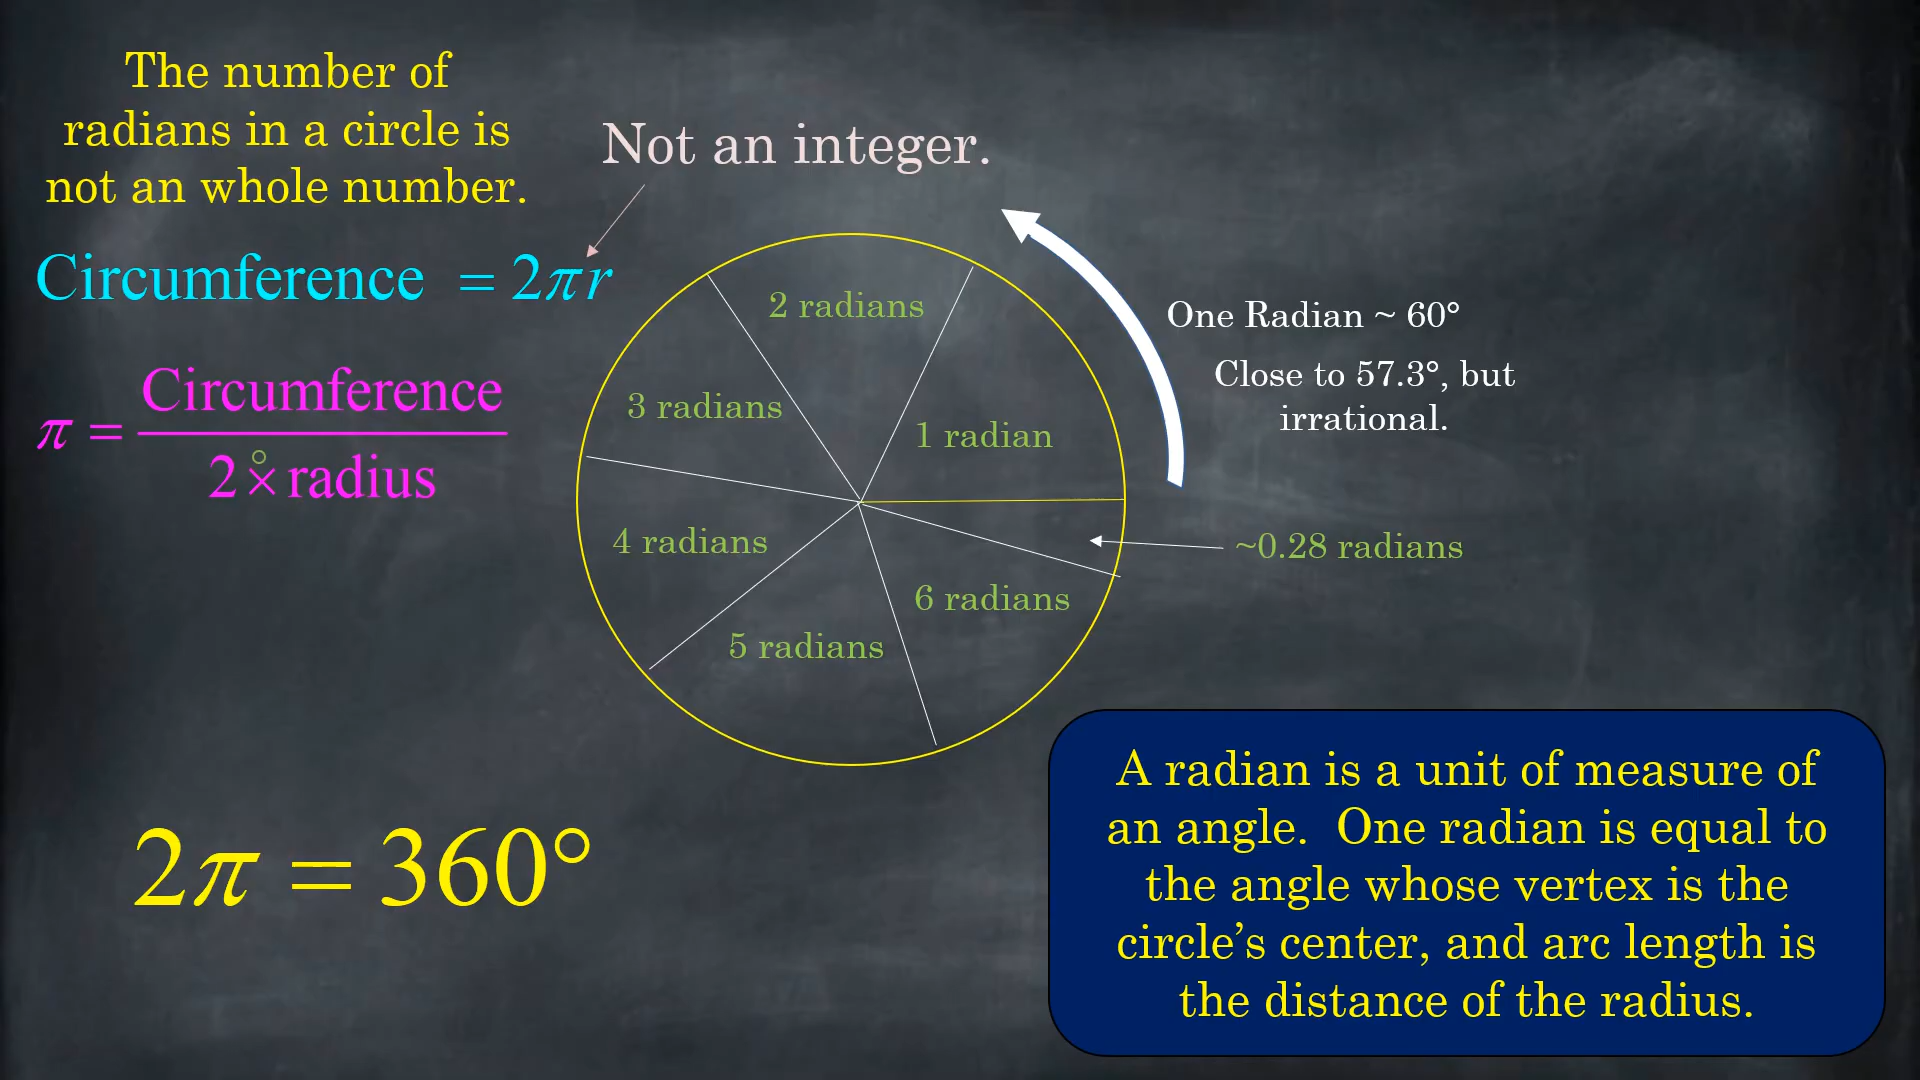 The number of
radians in a circle is
not an whole number.
Not an integer.
Circumference = 2πr
π = Circumference
2 × radius
°
2 radians
3 radians
1 radian
4 radians
5 radians
6 radians
One Radian ~ 60°
Close to 57.3°, but
irrational.
~0.28 radians
2π = 360°
A radian is a unit of measure of
an angle.  One radian is equal to
the angle whose vertex is the
circle’s center, and arc length is
the distance of the radius.